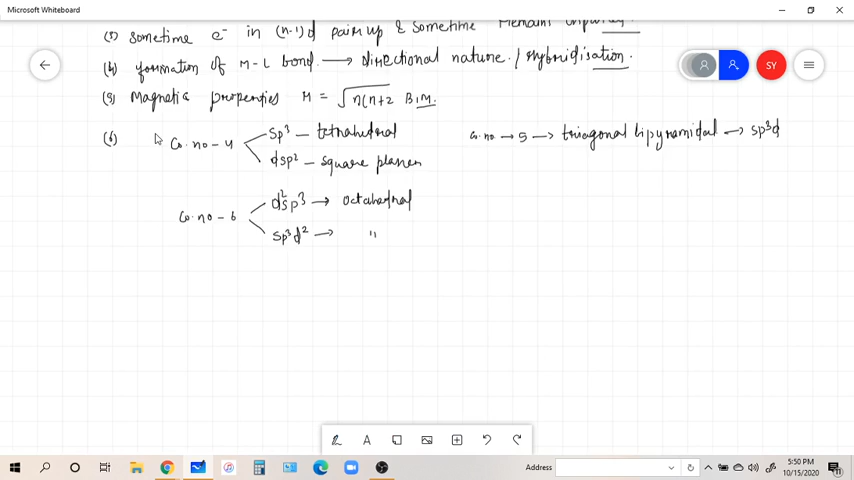 Microsoft Whiteboard
(3) sometime e⁻ in (n-1)d pair up & sometime remain
(4) formation of M-L bond ⟶ directional nature / Hybridisation.
(5) Magnetic properties M = √n(n+2 B.M.
(6) Co. no - 4 sp³ — tetrahedral
dsp² — square planer
Co. no → 5 → triagonal bipyramidal → sp³d
Co. no - 6 d²sp³ → octahedral
sp³d² → "
SY
Address
5:50 PM
10/15/2020